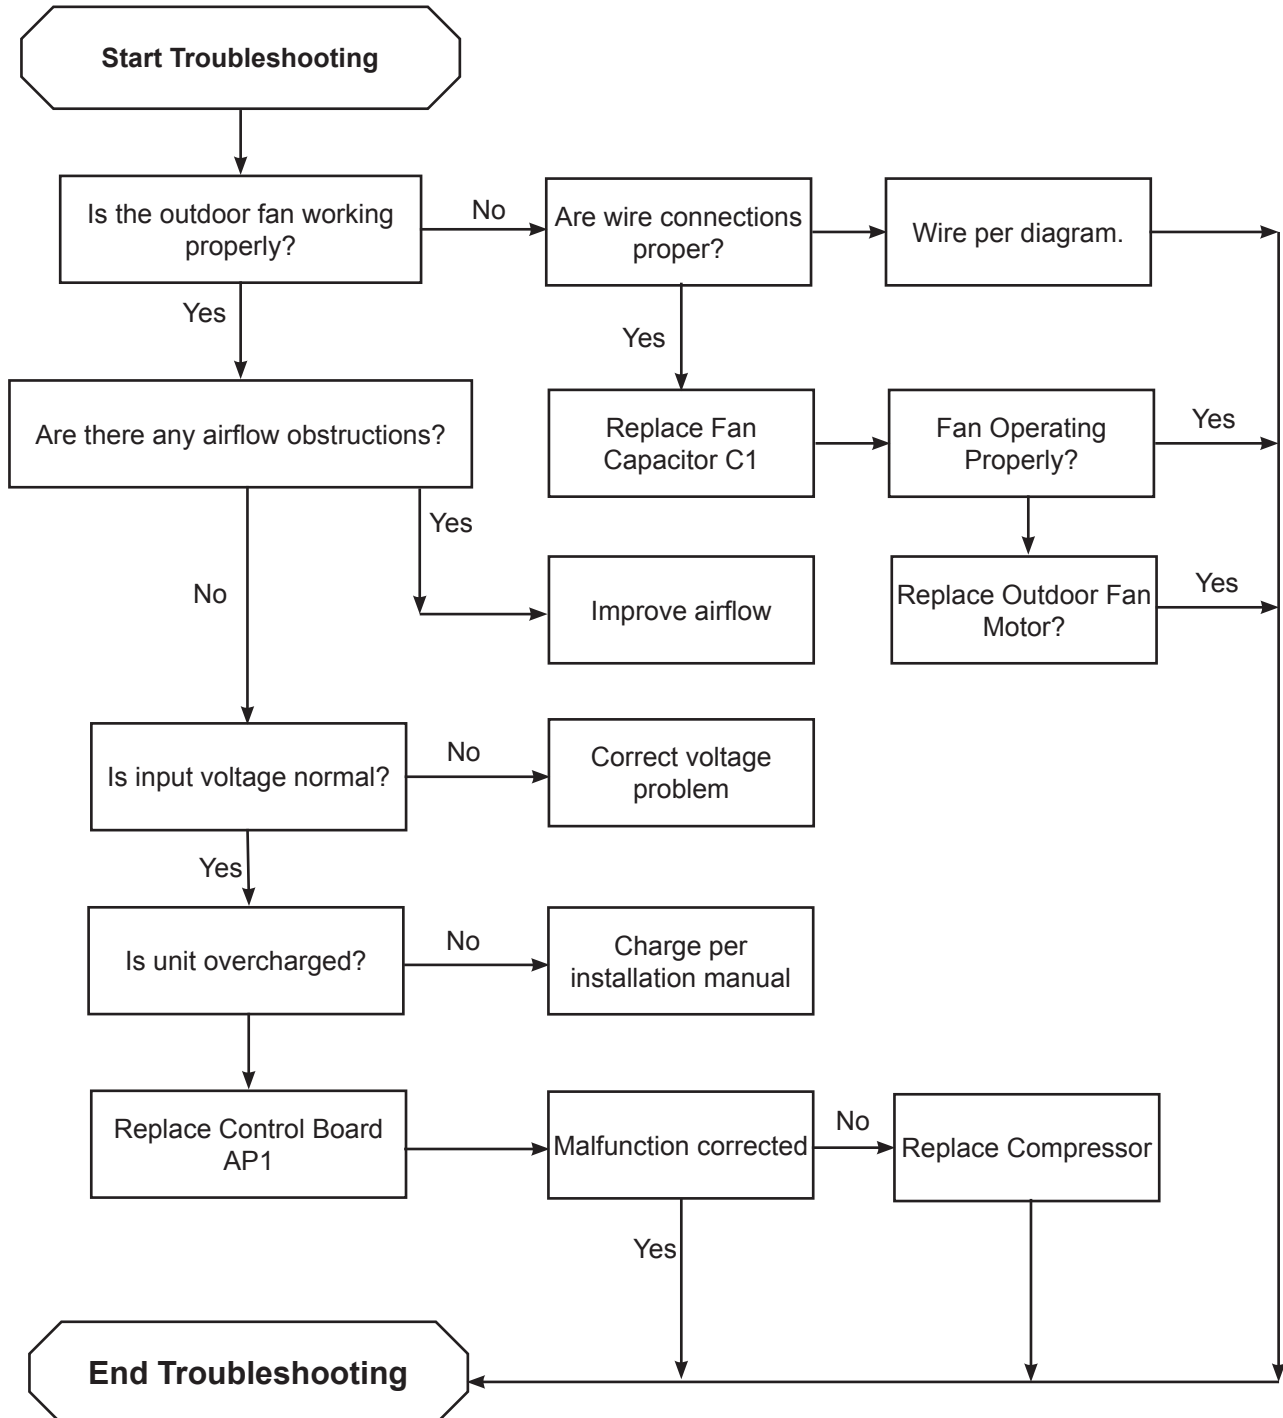 Start Troubleshooting
Is the outdoor fan working
properly?
No
Are wire connections
proper?
Wire per diagram.
Yes
Yes
Are there any airflow obstructions?
Replace Fan
Capacitor C1
Fan Operating
Properly?
Yes
Yes
No
Improve airflow
Replace Outdoor Fan
Motor?
Yes
Is input voltage normal?
No
Correct voltage
problem
Yes
Is unit overcharged?
No
Charge per
installation manual
Replace Control Board
AP1
Malfunction corrected
No
Replace Compressor
Yes
End Troubleshooting